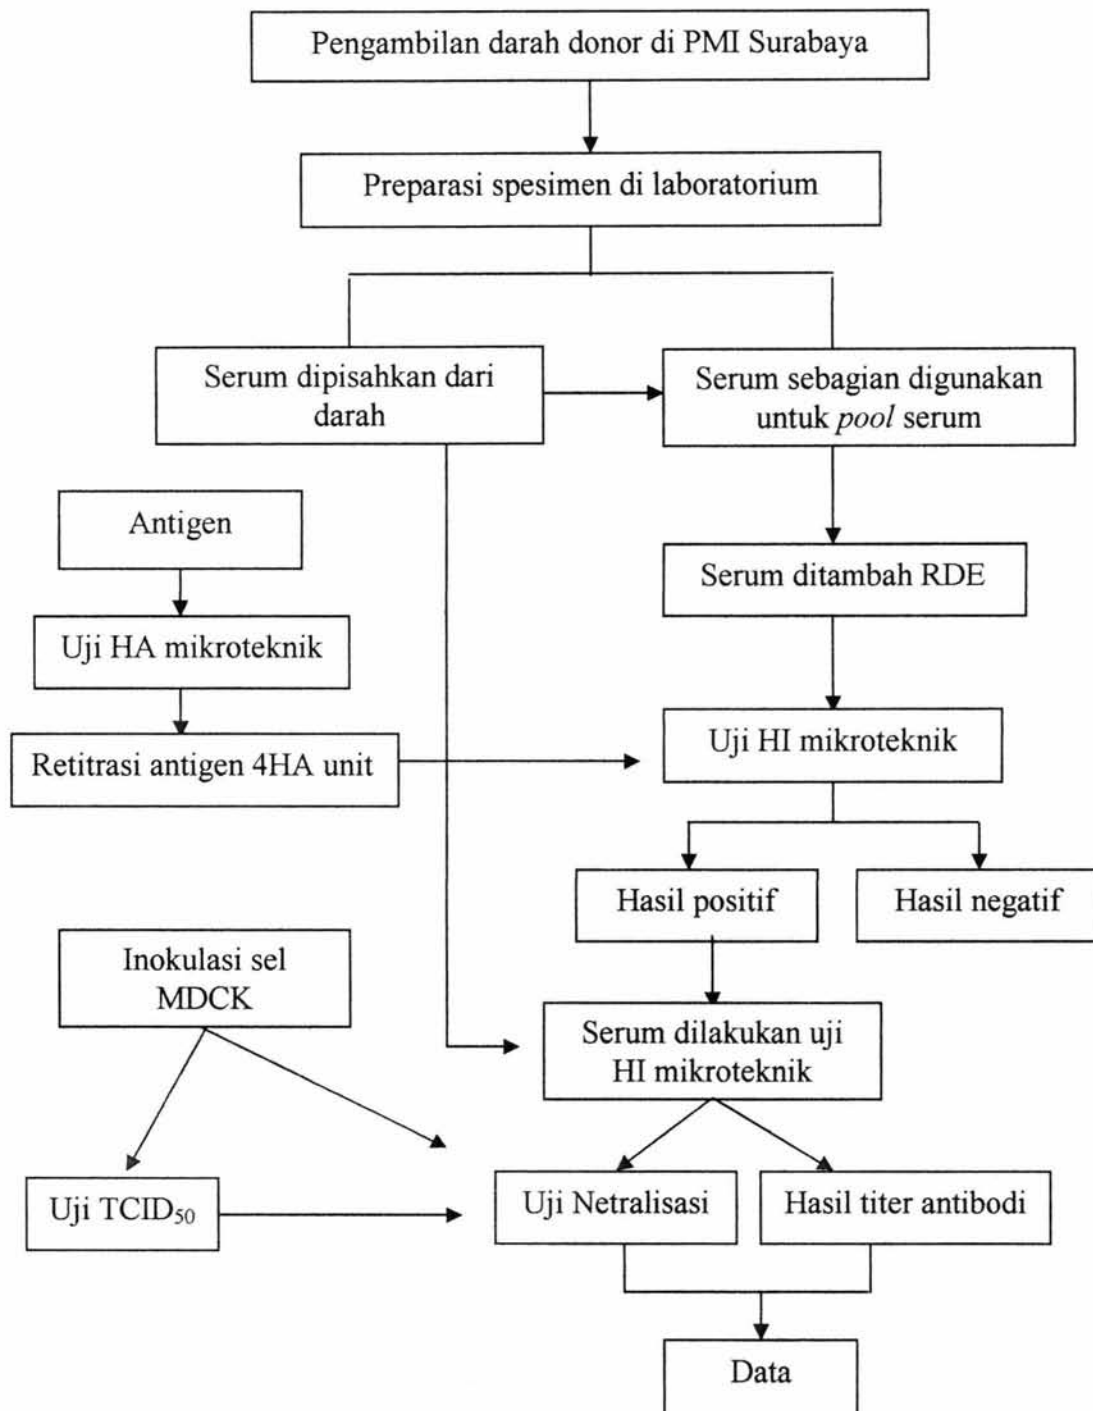 Pengambilan darah donor di PMI Surabaya
Preparasi spesimen di laboratorium
Serum dipisahkan dari
darah
Serum sebagian digunakan
untuk pool serum
Antigen
Serum ditambah RDE
Uji HA mikroteknik
Uji HI mikroteknik
Retitrasi antigen 4HA unit
Hasil positif
Hasil negatif
Inokulasi sel
MDCK
Serum dilakukan uji
HI mikroteknik
Uji TCID₅₀
Uji Netralisasi
Hasil titer antibodi
Data